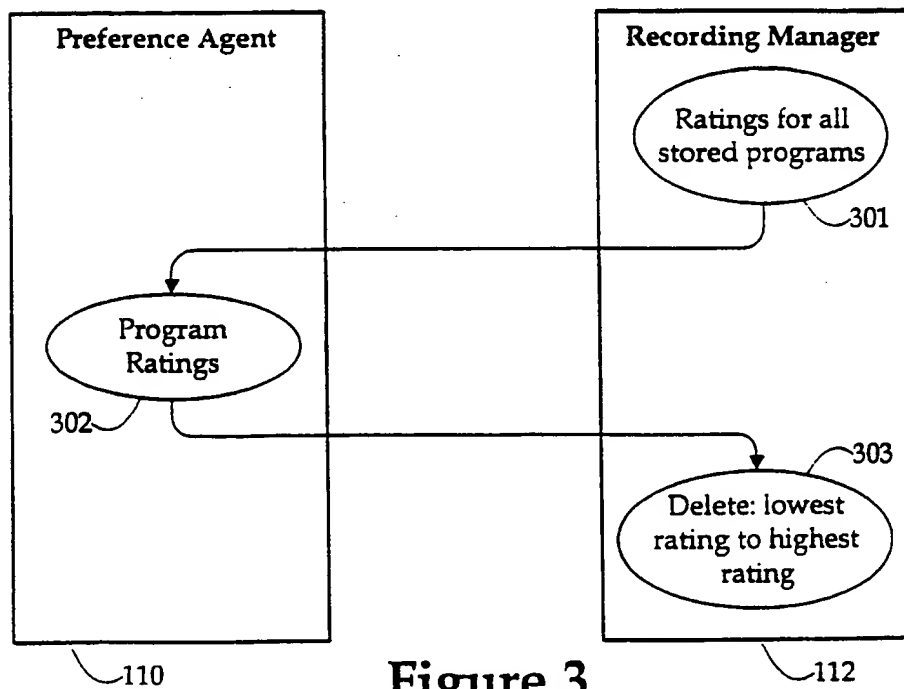 Preference Agent
Recording Manager
Ratings for all
stored programs
301
Program
Ratings
302
303
Delete: lowest
rating to highest
rating
110
Figure 3
112